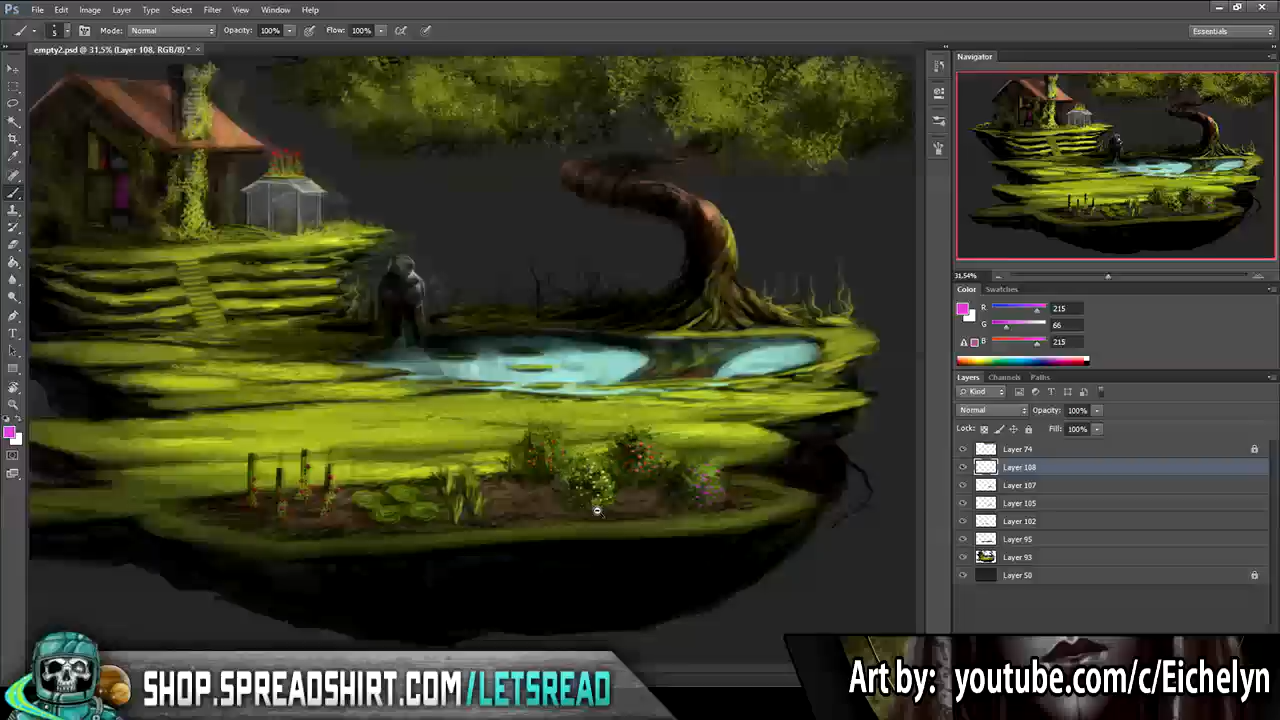 Ps File Edit Image Layer Type Select Filter View Window Help
5 Mode: Normal Opacity: 100% Flow: 100% Essentials
empty2.psd @ 31,5% (Layer 108, RGB/8) * ×
Navigator
31,54%
Color Swatches
R 215
G 66
B 215
Layers Channels Paths
Kind
Normal Opacity: 100%
Lock: Fill: 100%
Layer 74
Layer 108
Layer 107
Layer 105
Layer 102
Layer 95
Layer 93
Layer 50
SHOP.SPREADSHIRT.COM/LETSREAD
Art by: youtube.com/c/Eichelyn